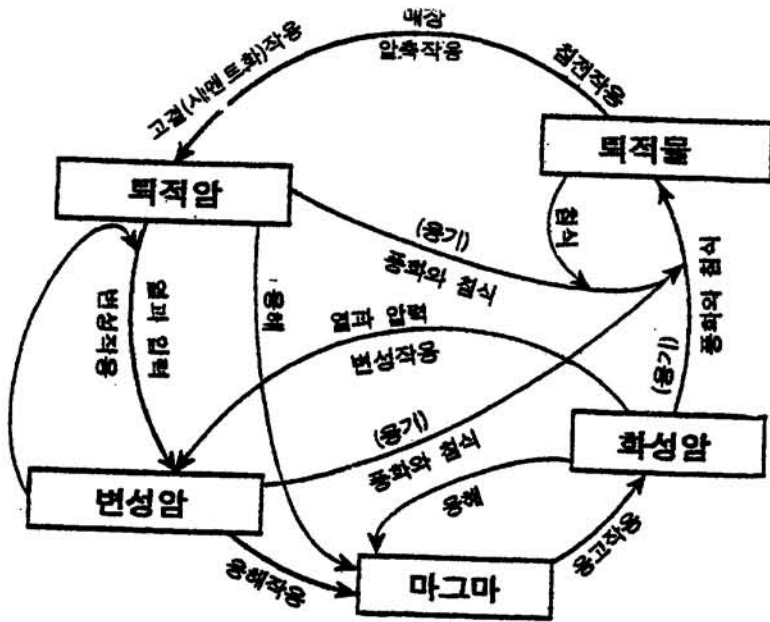 매장
압축작용
침전작용
고결(시멘트화)작용
퇴적물
퇴적암
침식
(융기)
풍화와 침식
풍화와 침식
(융기)
용해
열과 압력
변성작용
열과 압력
변성작용
(융기)
풍화와 침식
화성암
변성암
용해
용해작용
마그마
응고작용